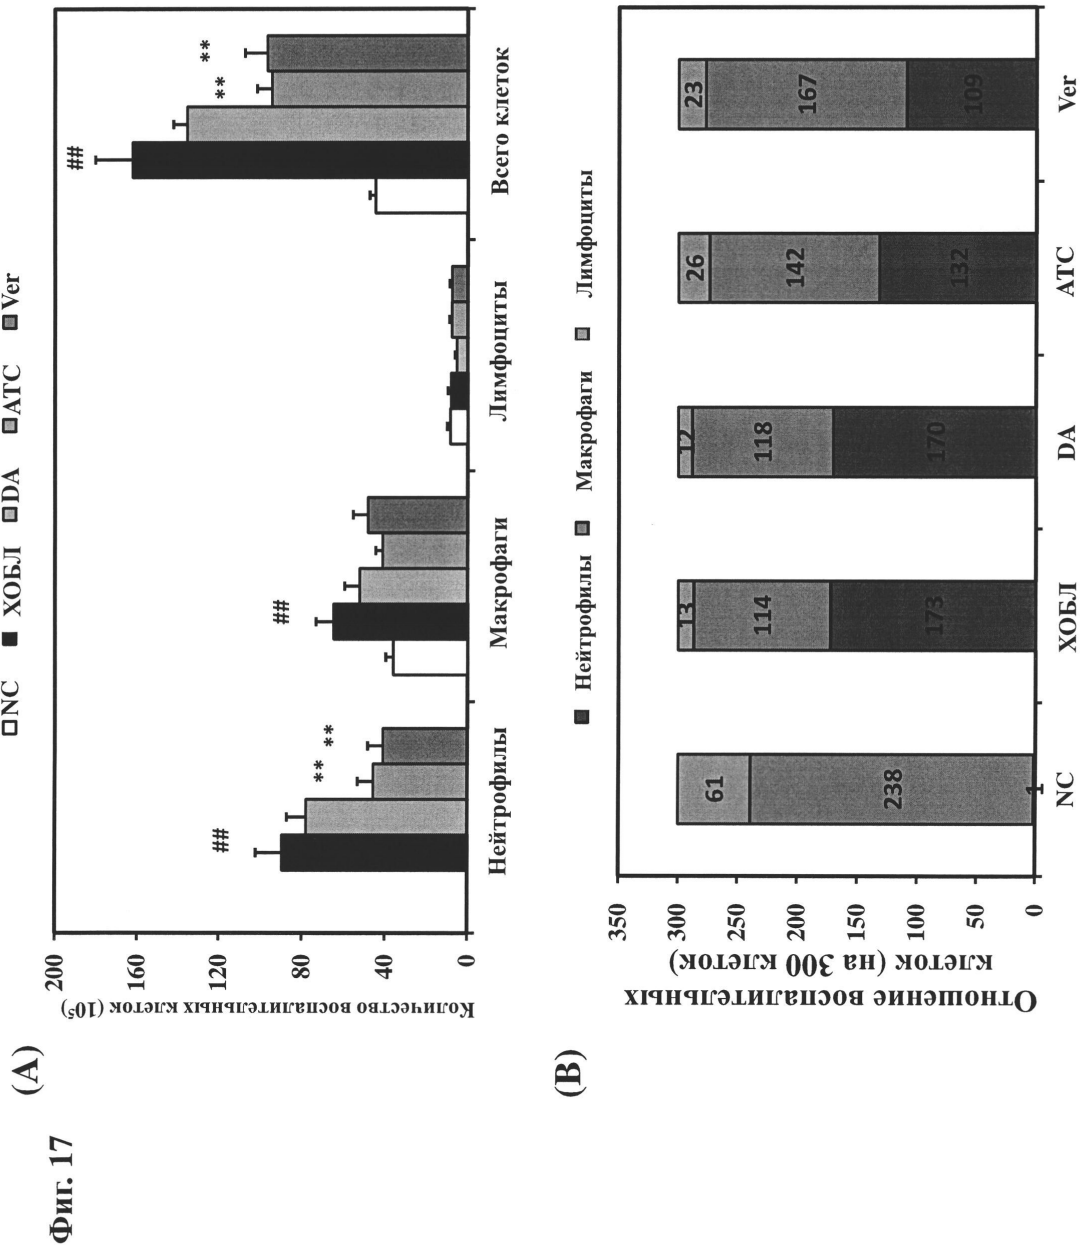 Фиг. 17
(A)
NC ХОБЛ DA ATC Ver
Количество воспалительных клеток (10⁵)
200
160
120
80
40
0
##
**
**
##
##
**
**
Нейтрофилы Макрофаги Лимфоциты Всего клеток
(B)
Нейтрофилы Макрофаги Лимфоциты
Отношение воспалительных
клеток (на 300 клеток)
350
300
250
200
150
100
50
0
61 13 12 26 23
238 114 118 142 167
1 173 170 132 109
NC ХОБЛ DA ATC Ver